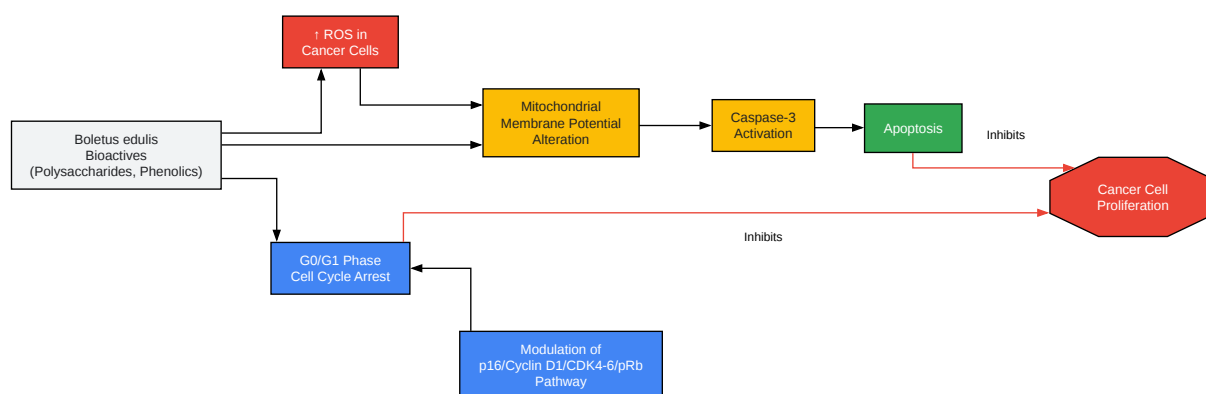 ↑ ROS in
Cancer Cells
Boletus edulis
Bioactives
(Polysaccharides, Phenolics)
Mitochondrial
Membrane Potential
Alteration
Caspase-3
Activation
Apoptosis
Inhibits
Cancer Cell
Proliferation
Inhibits
G0/G1 Phase
Cell Cycle Arrest
Modulation of
p16/Cyclin D1/CDK4-6/pRb
Pathway